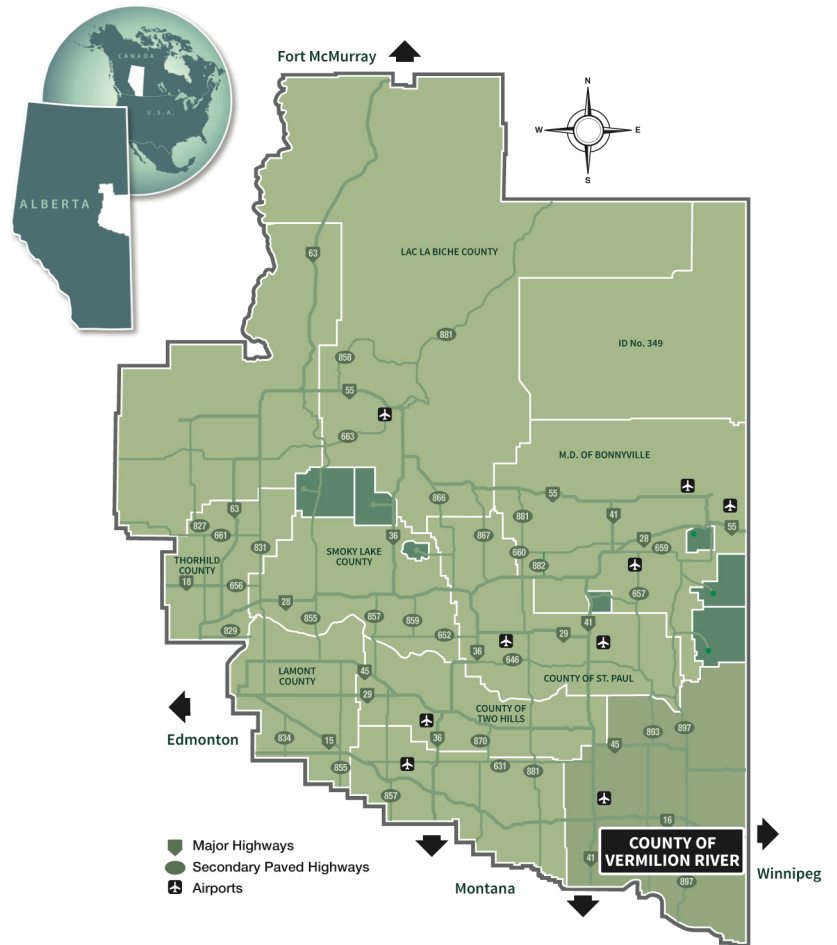 Fort McMurray
CANADA
U.S.A.
ALBERTA
N
W
E
S
63
LAC LA BICHE COUNTY
881
ID No. 349
858
55
663
M.D. OF BONNYVILLE
866
55
63
881
41
55
827
661
831
36
867
28
659
THORHILD
COUNTY
SMOKY LAKE
COUNTY
660
882
18
656
657
28
855
857
859
41
829
652
29
36
646
LAMONT
COUNTY
45
COUNTY OF ST. PAUL
29
COUNTY OF
TWO HILLS
Edmonton
834
15
36
870
45
893
897
855
631
881
857
16
Major Highways
Secondary Paved Highways
Airports
COUNTY OF
VERMILION RIVER
41
Winnipeg
Montana
897